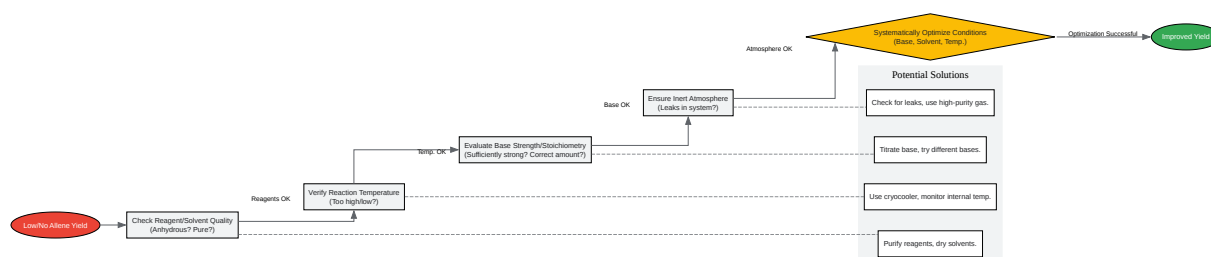 Systematically Optimize Conditions
(Base, Solvent, Temp.)
Optimization Successful
Improved Yield
Atmosphere OK
Potential Solutions
Ensure Inert Atmosphere
(Leaks in system?)
Check for leaks, use high-purity gas.
Base OK
Evaluate Base Strength/Stoichiometry
(Sufficiently strong? Correct amount?)
Titrate base, try different bases.
Temp. OK
Verify Reaction Temperature
(Too high/low?)
Use cryocooler, monitor internal temp.
Reagents OK
Low/No Allene Yield
Check Reagent/Solvent Quality
(Anhydrous? Pure?)
Purify reagents, dry solvents.